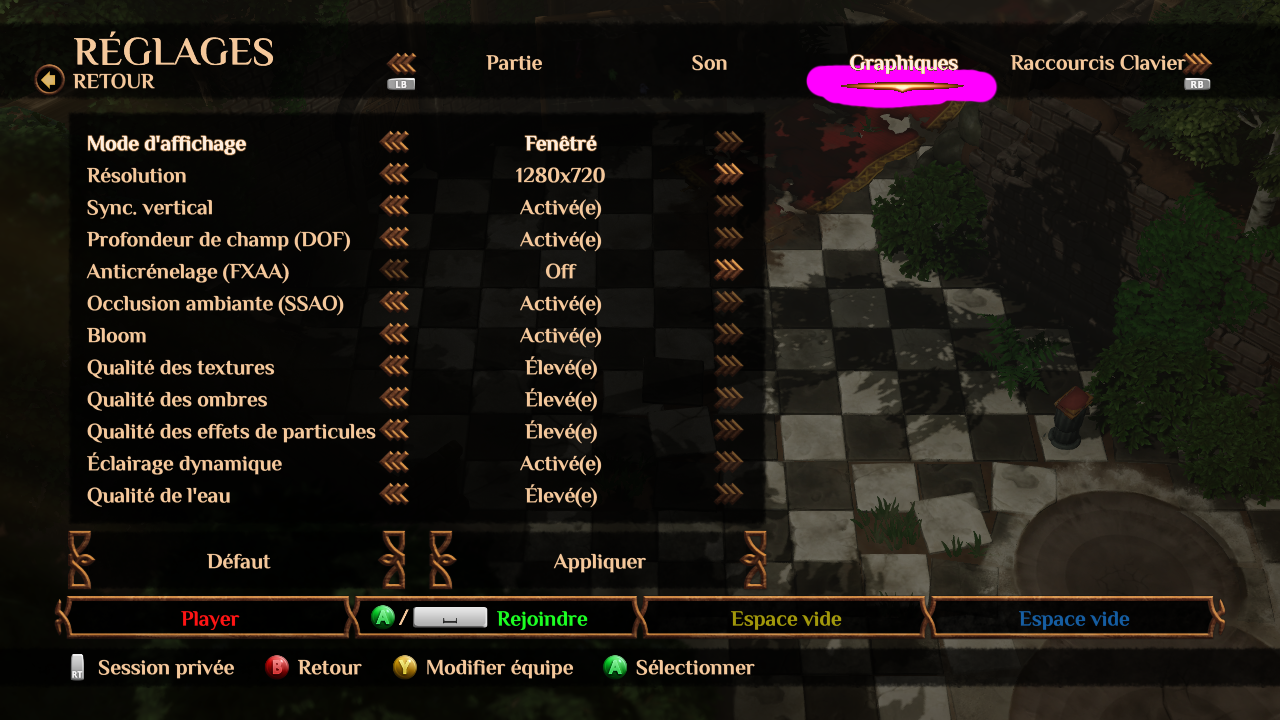 RÉGLAGES
RETOUR
LB
Partie
Son
Graphiques
Raccourcis Clavier
RB
Mode d'affichage Fenêtré
Résolution 1280x720
Sync. vertical Activé(e)
Profondeur de champ (DOF) Activé(e)
Anticrénelage (FXAA) Off
Occlusion ambiante (SSAO) Activé(e)
Bloom Activé(e)
Qualité des textures Élevé(e)
Qualité des ombres Élevé(e)
Qualité des effets de particules Élevé(e)
Éclairage dynamique Activé(e)
Qualité de l'eau Élevé(e)
Défaut Appliquer
Player A / Rejoindre Espace vide Espace vide
RT Session privée B Retour Y Modifier équipe A Sélectionner